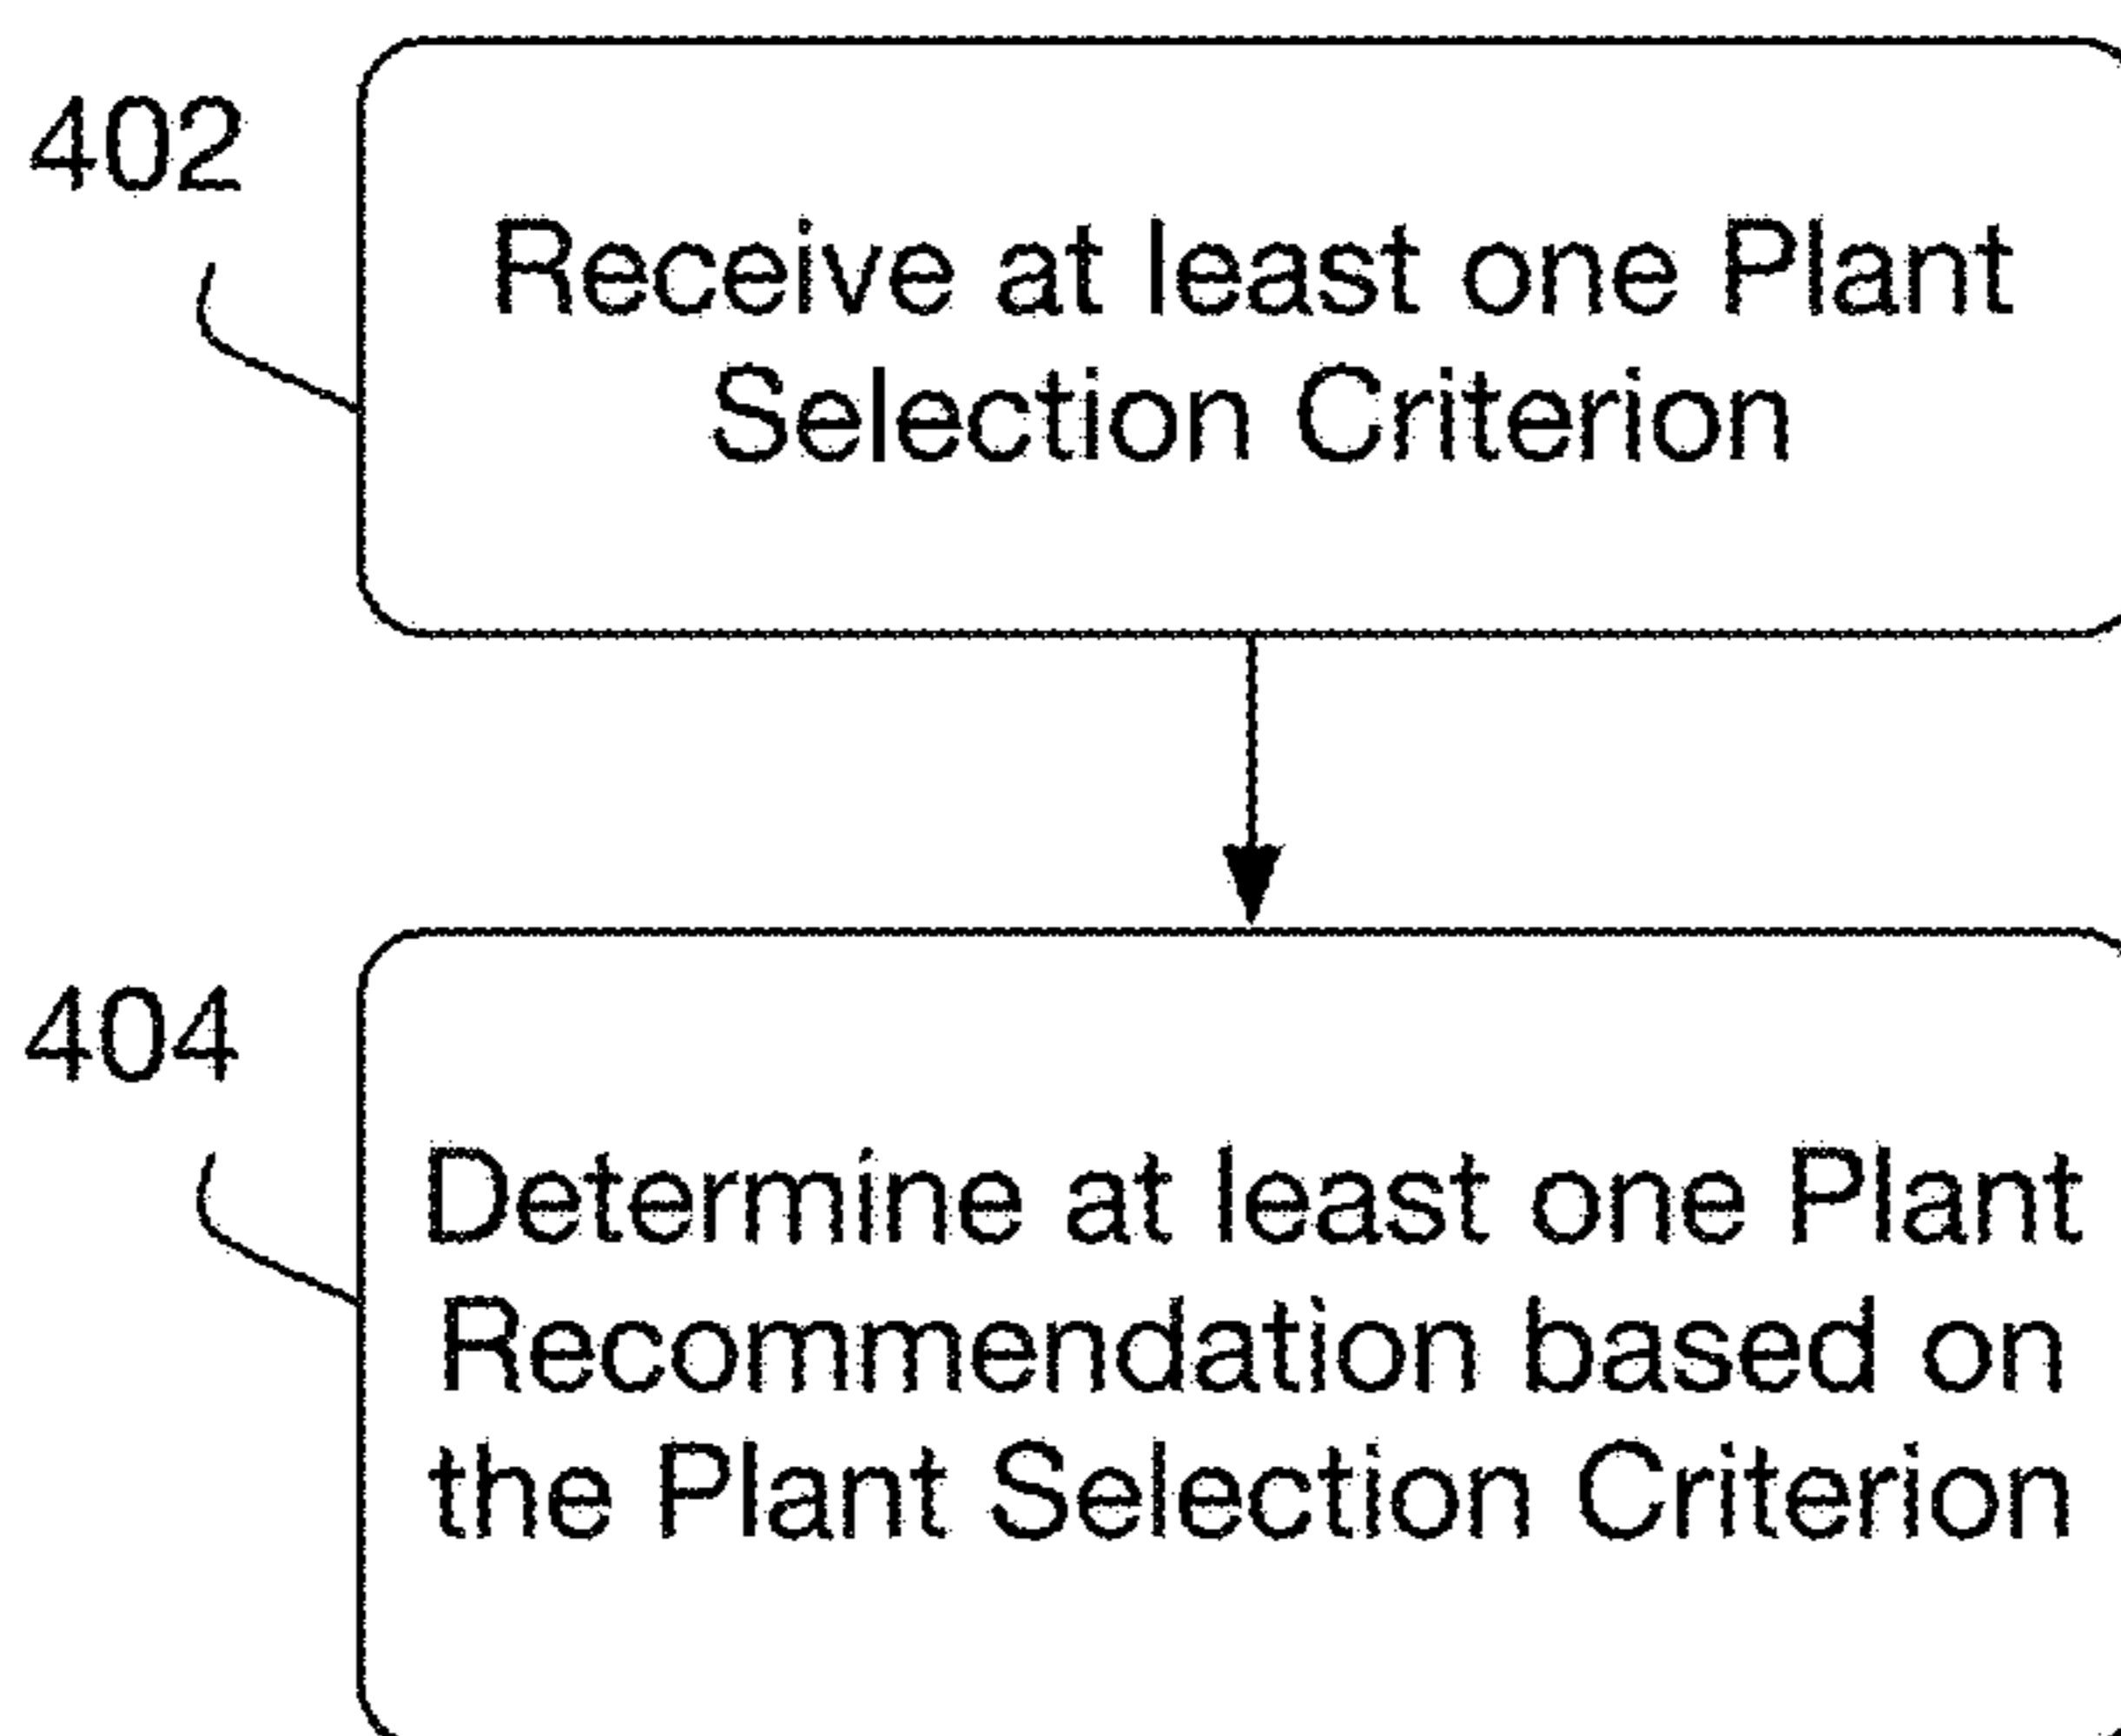 402
Receive at least one Plant
Selection Criterion
404
Determine at least one Plant
Recommendation based on
the Plant Selection Criterion